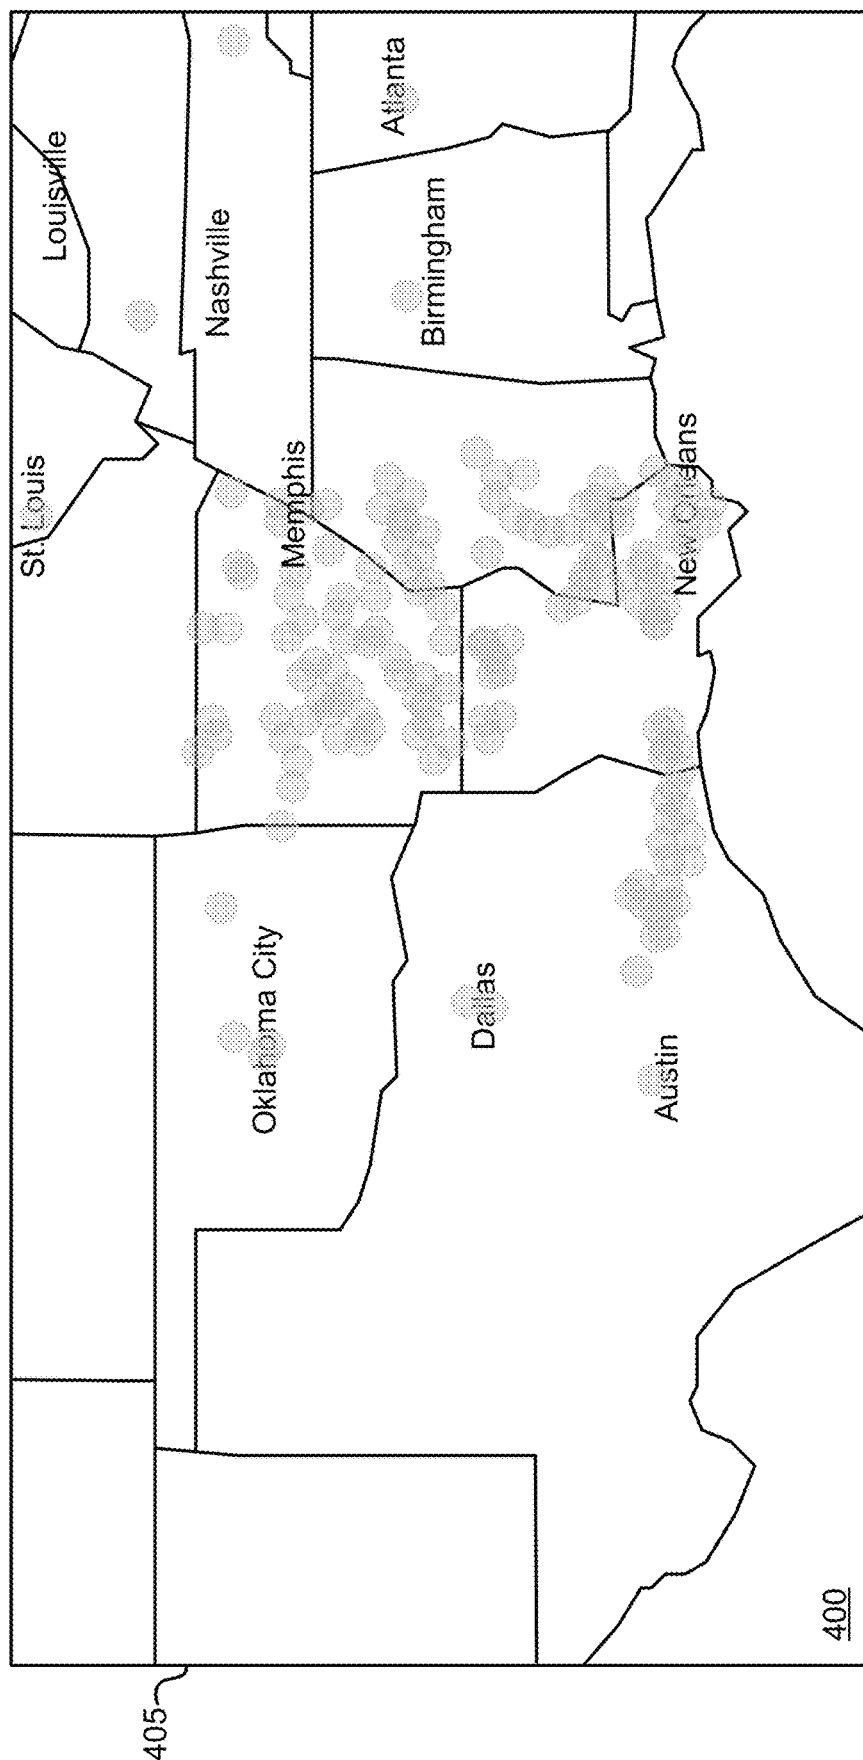 405
400
St. Louis
Louisville
Nashville
Memphis
Oklahoma City
Atlanta
Birmingham
Dallas
New Orleans
Austin